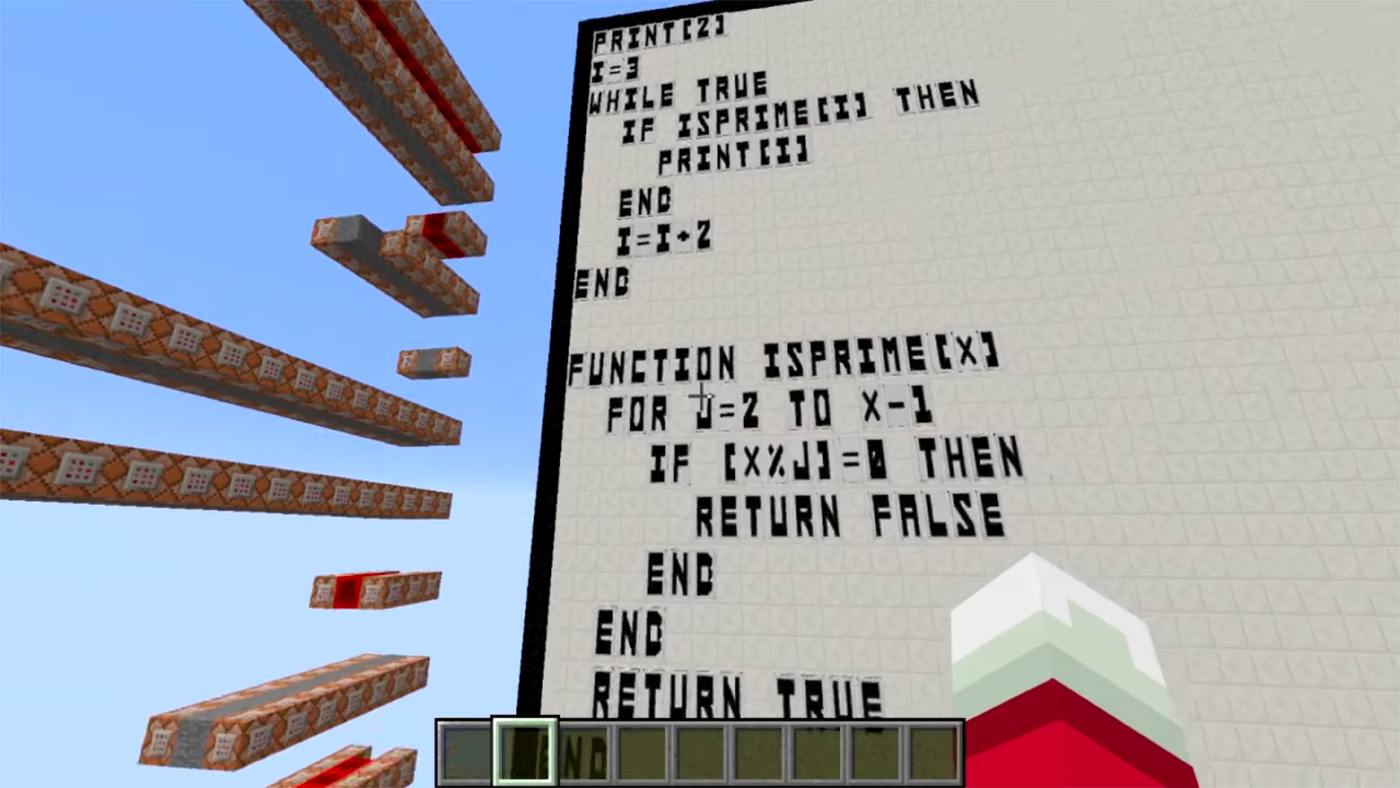 PRINT[2]
I=3
WHILE TRUE
IF ISPRIME[I] THEN
PRINT[I]
END
I=I+2
END
FUNCTION ISPRIME[X]
FOR J=2 TO X-1
IF [X%J]=0 THEN
RETURN FALSE
END
END
RETURN TRUE
END